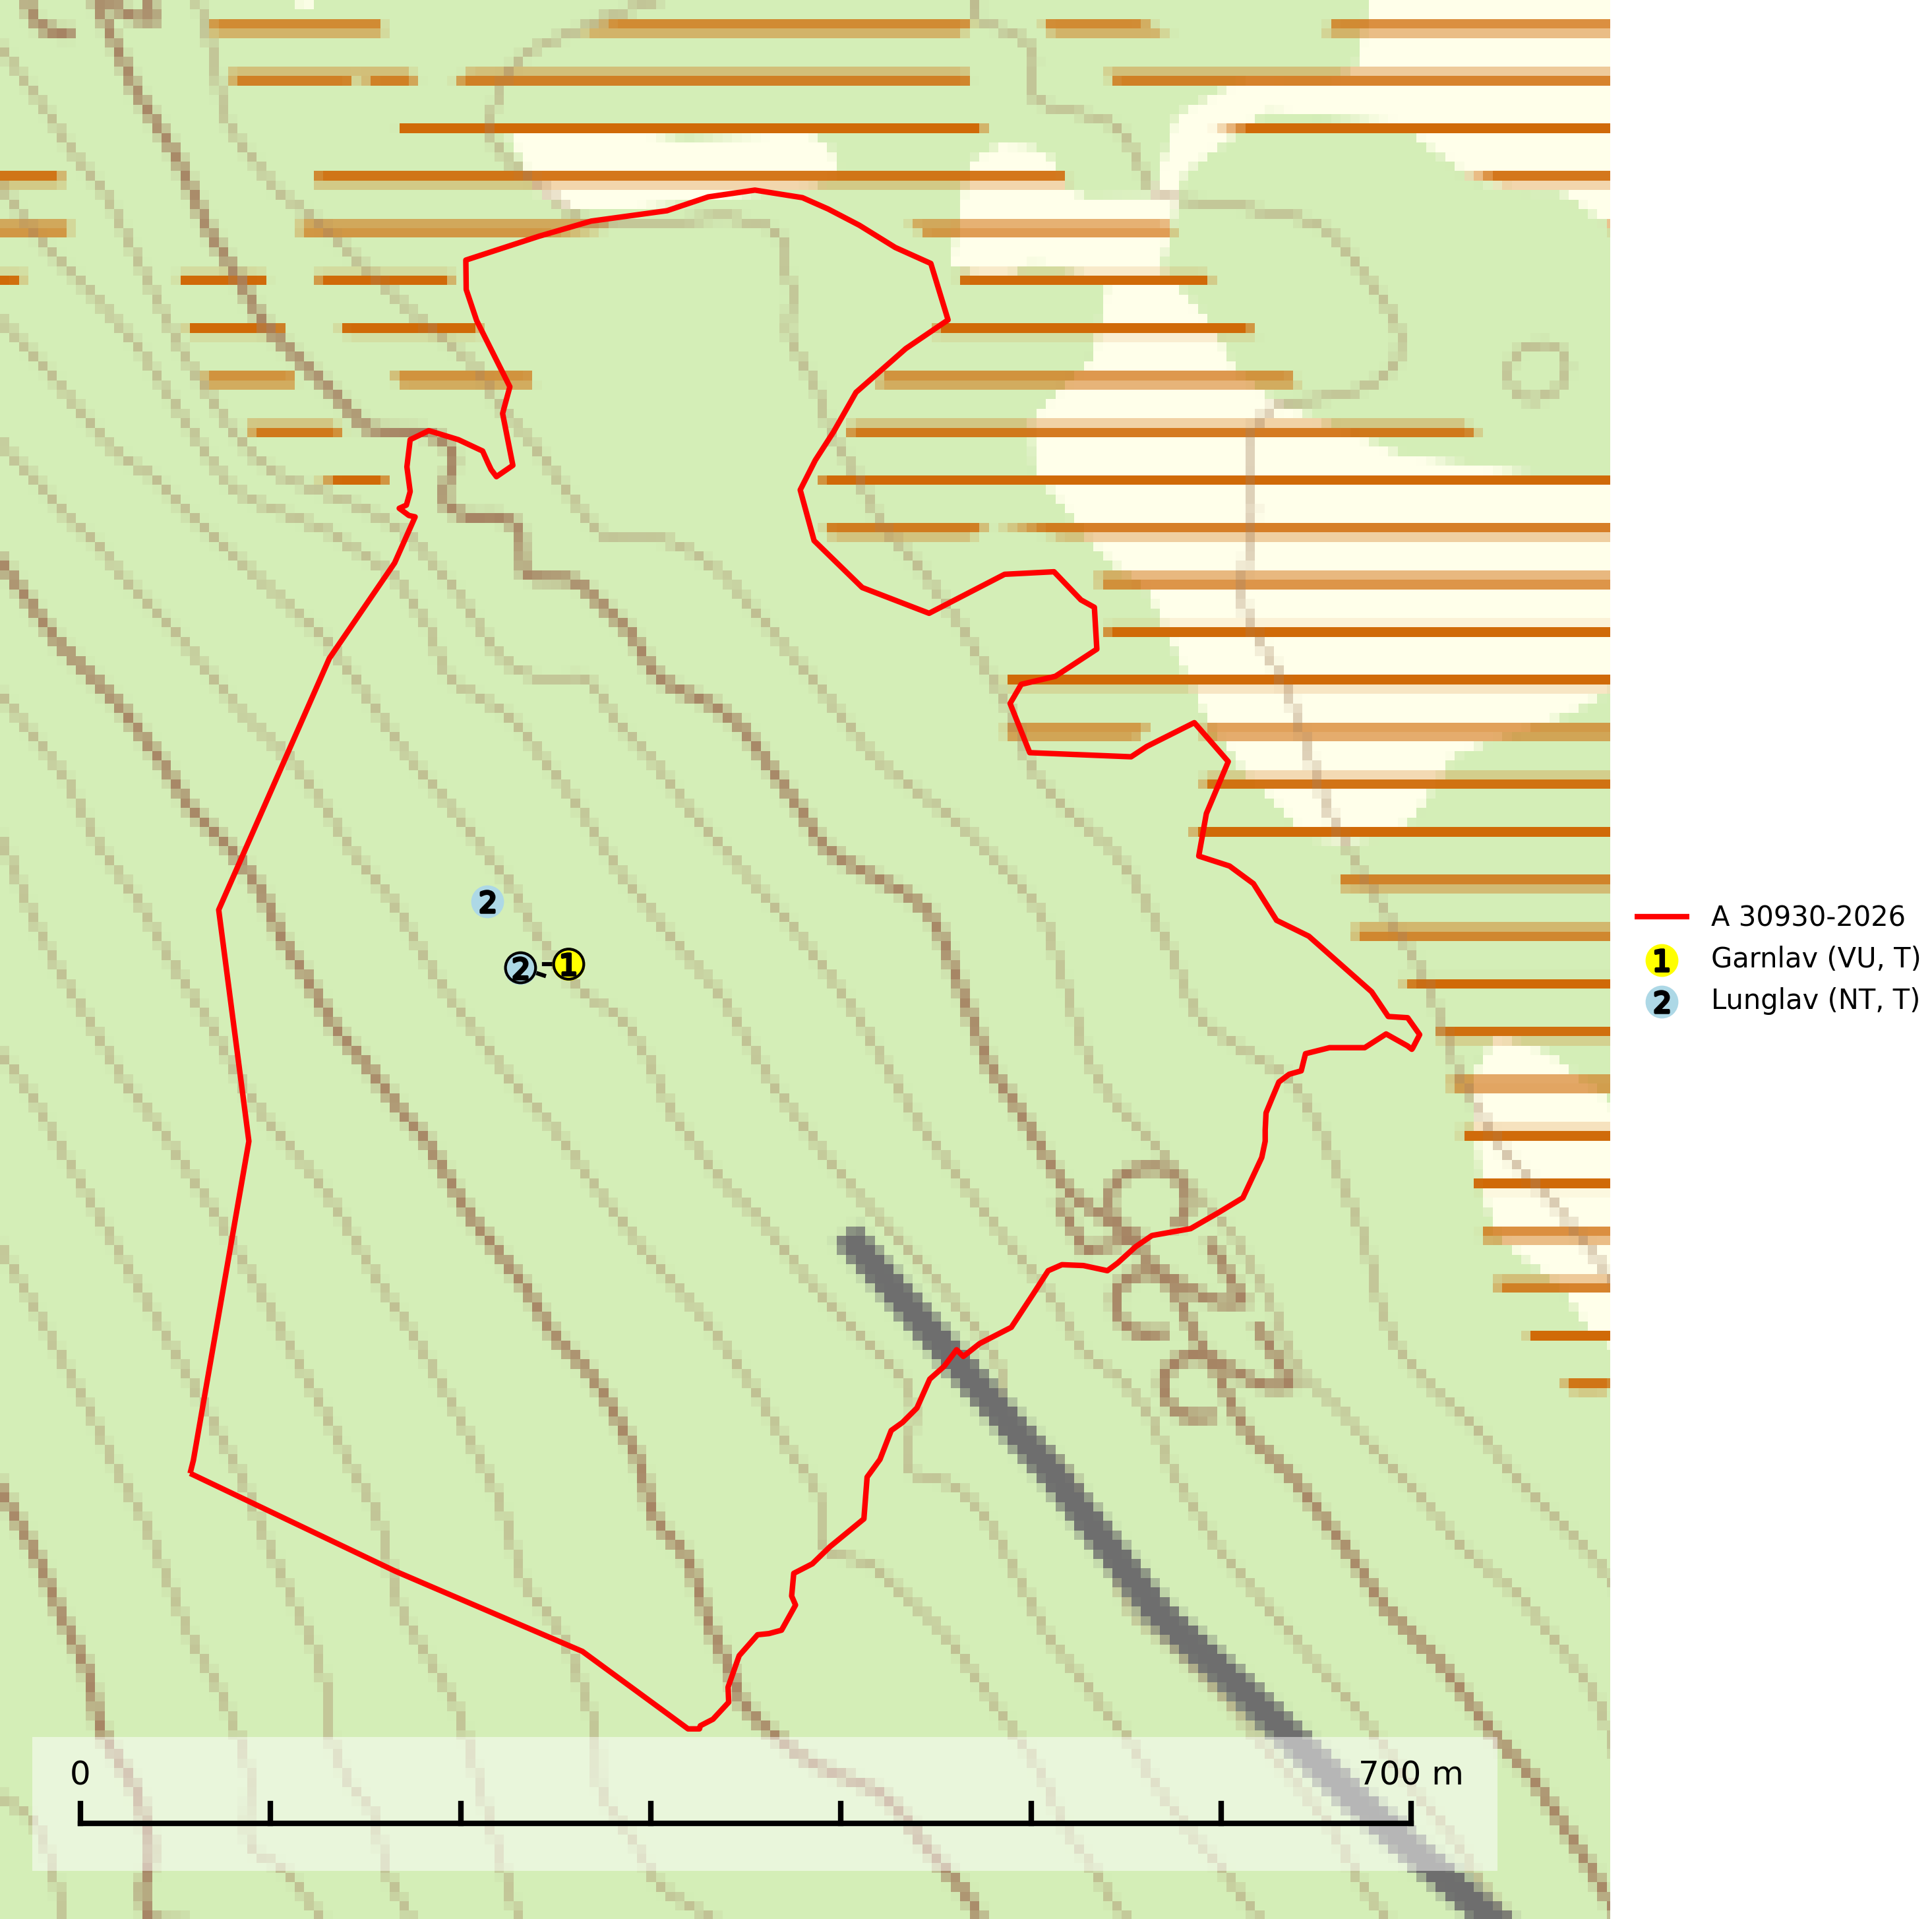 2
2 1
A 30930-2026
1 Garnlav (VU, T)
2 Lunglav (NT, T)
0 700 m